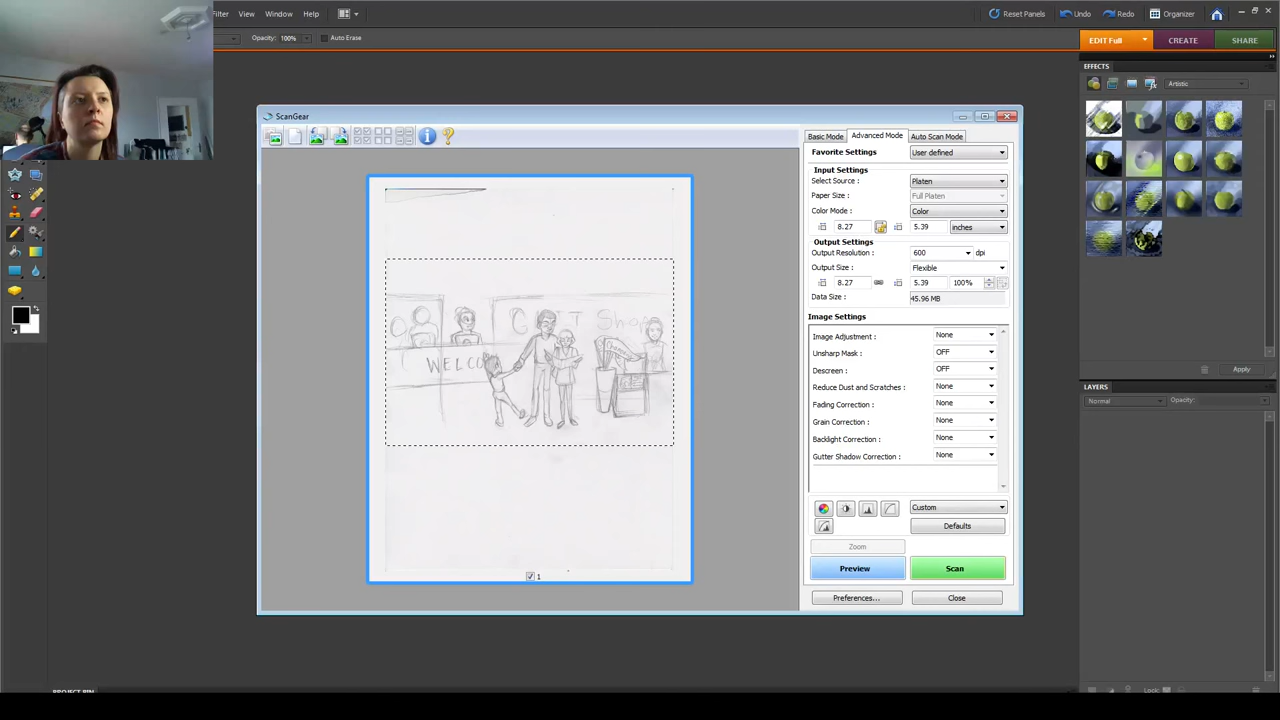 Filter View Window Help Reset Panels Undo Redo Organizer
Opacity: 100% Auto Erase EDIT Full CREATE SHARE
EFFECTS
Artistic
ScanGear
Basic Mode Advanced Mode Auto Scan Mode
Favorite Settings User defined
Input Settings
Select Source : Platen
Paper Size : Full Platen
Color Mode : Color
8.27 5.39 inches
Output Settings
Output Resolution : 600 dpi
Output Size : Flexible
8.27 5.39 100%
Data Size : 45.96 MB
Image Settings
Image Adjustment : None
Unsharp Mask : OFF
Descreen : OFF
Reduce Dust and Scratches : None
Fading Correction : None
Grain Correction : None
Backlight Correction : None
Gutter Shadow Correction : None
Custom
Defaults
Zoom
Preview Scan
Preferences... Close
Shop
WELCO
1
Apply
LAYERS
Normal Opacity:
Lock:
PROJECT BIN